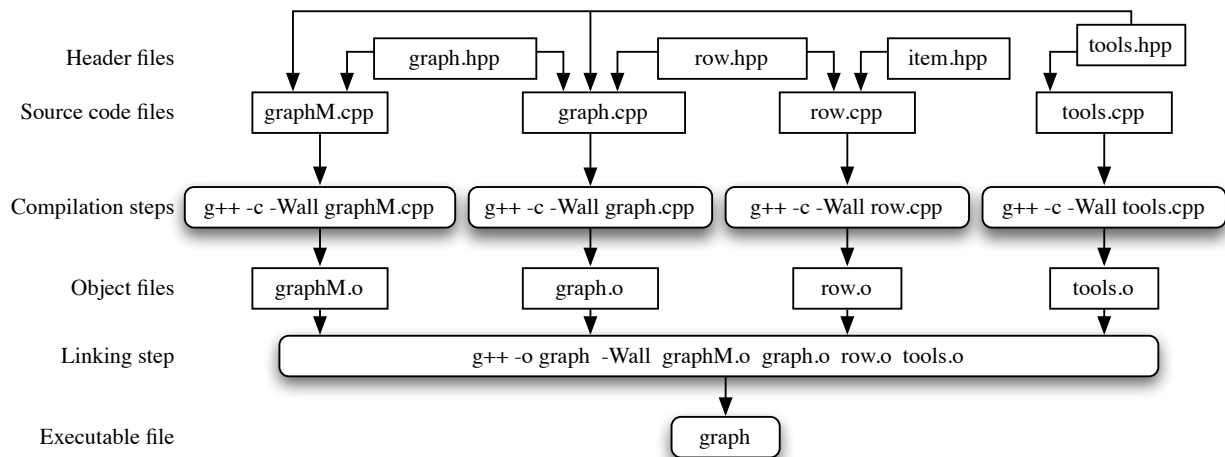 Header files
graph.hpp
row.hpp
item.hpp
tools.hpp
Source code files
graphM.cpp
graph.cpp
row.cpp
tools.cpp
Compilation steps
g++ -c -Wall graphM.cpp
g++ -c -Wall graph.cpp
g++ -c -Wall row.cpp
g++ -c -Wall tools.cpp
Object files
graphM.o
graph.o
row.o
tools.o
Linking step
g++ -o graph -Wall graphM.o graph.o row.o tools.o
Executable file
graph